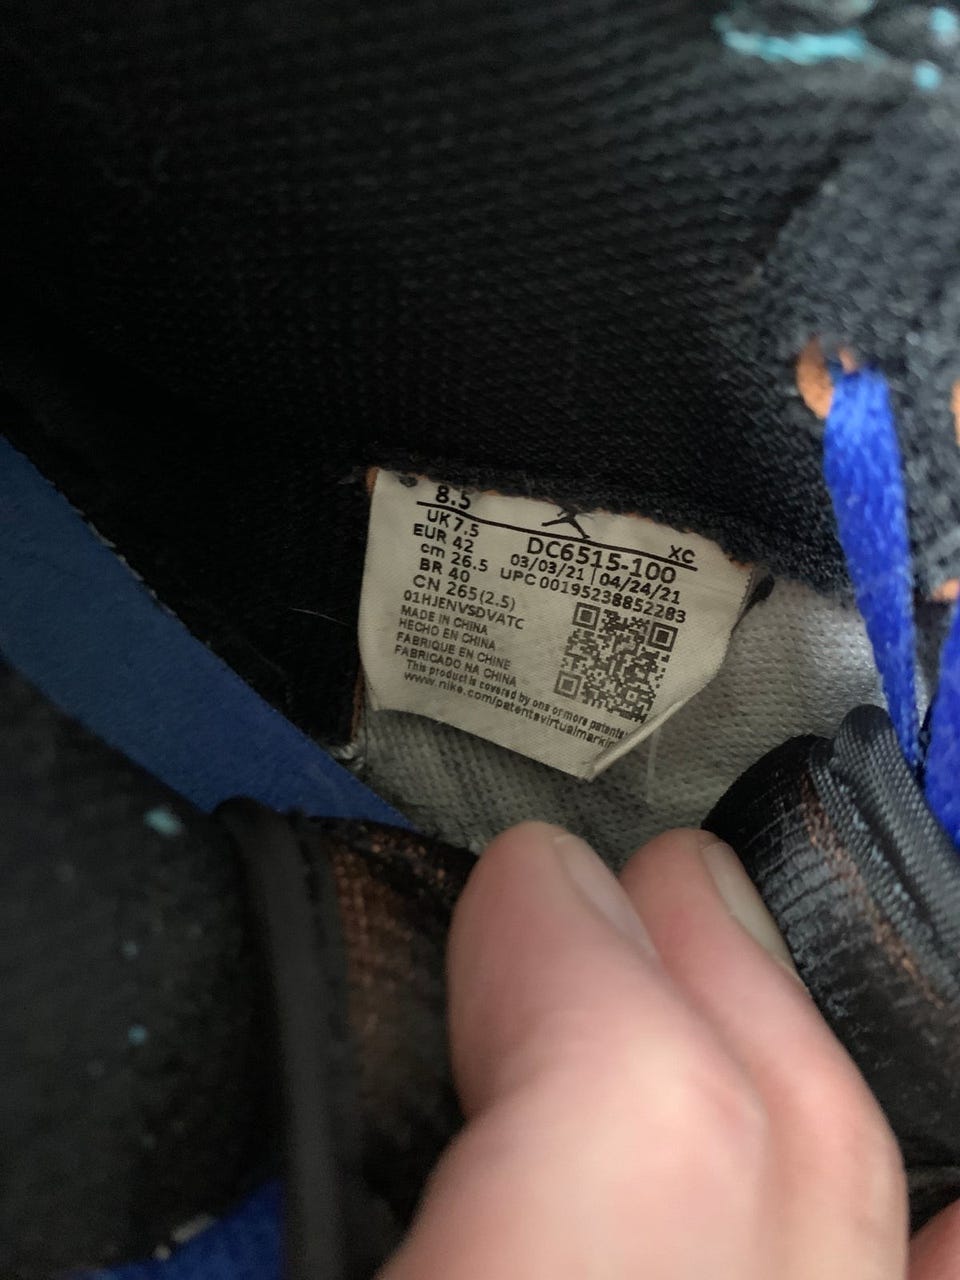 8.5
UK 7.5
EUR 42
cm 26.5
BR 40
CN 265(2.5)
XC
DC6515-100
03/03/21 | 04/24/21
UPC 00195238852283
01HJENVSDVATC
MADE IN CHINA
HECHO EN CHINA
FABRIQUE EN CHINE
FABRICADO NA CHINA
This product is covered by one or more patents
www.nike.com/patentsvirtualmarkin